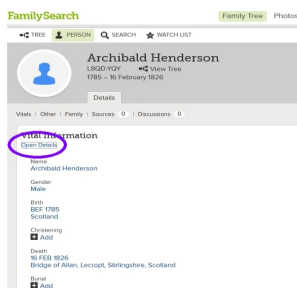 FamilySearch Family Tree Photos
TREE PERSON SEARCH WATCH LIST
Archibald Henderson
L8QD-YQY View Tree
1785 – 16 February 1826
Details
Vitals | Other | Family | Sources 0 | Discussions 0
Vital Information
Open Details
Name
Archibald Henderson
Gender
Male
Birth
BEF 1785
Scotland
Christening
Add
Death
16 FEB 1826
Bridge of Allan, Lecropt, Stirlingshire, Scotland
Burial
Add